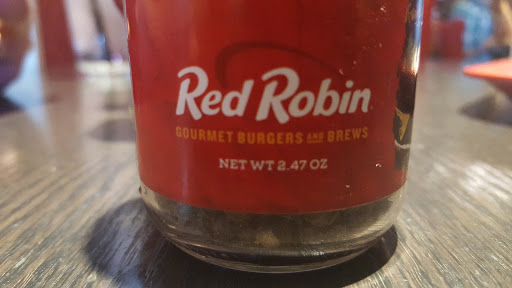 Red Robin
GOURMET BURGERS AND BREWS
NET WT 2.47 OZ